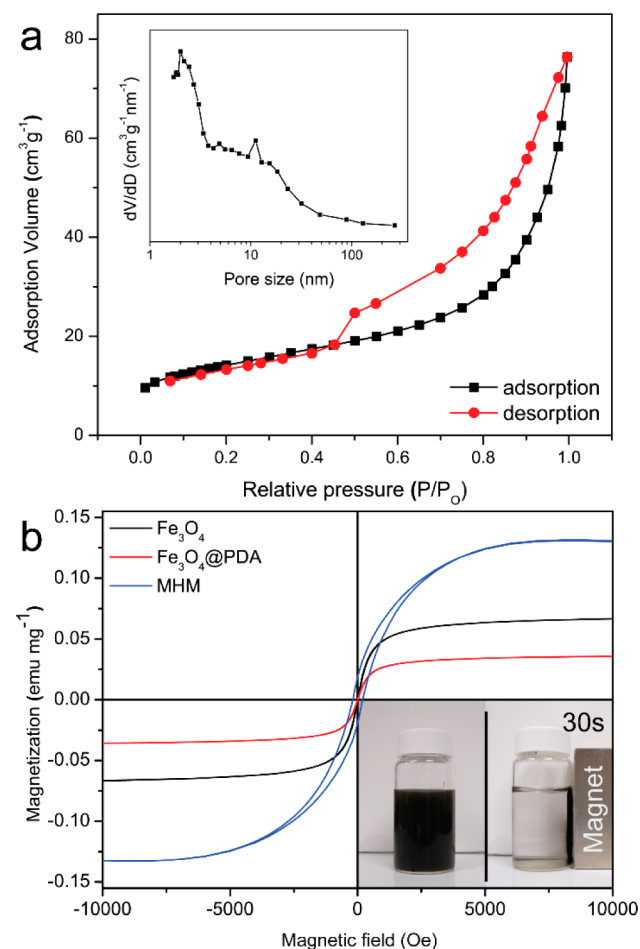 a
80
60
40
20
0
0.0
0.2
0.4
0.6
0.8
1.0
Adsorption Volume (cm³g⁻¹)
Relative pressure (P/P₀)
dV/dD (cm³g⁻¹nm⁻¹)
1
10
100
Pore size (nm)
adsorption
desorption
b
0.15
0.10
0.05
0.00
-0.05
-0.10
-0.15
-10000
-5000
0
5000
10000
Magnetization (emu mg⁻¹)
Magnetic field (Oe)
Fe₃O₄
Fe₃O₄@PDA
MHM
30s
Magnet